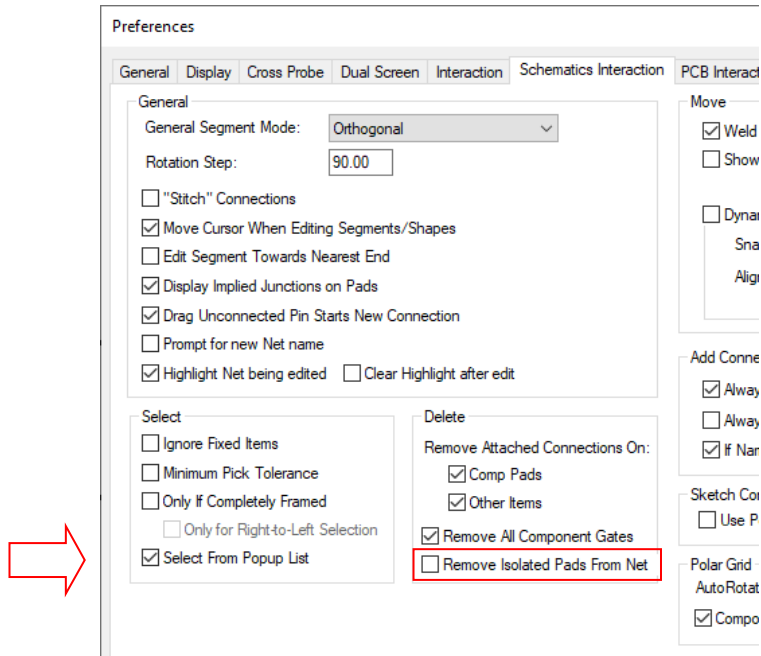 Preferences
General Display Cross Probe Dual Screen Interaction Schematics Interaction PCB Interact
General
General Segment Mode: Orthogonal
Rotation Step: 90.00
"Stitch" Connections
Move Cursor When Editing Segments/Shapes
Edit Segment Towards Nearest End
Display Implied Junctions on Pads
Drag Unconnected Pin Starts New Connection
Prompt for new Net name
Highlight Net being edited Clear Highlight after edit
Select
Ignore Fixed Items
Minimum Pick Tolerance
Only If Completely Framed
Only for Right-to-Left Selection
Select From Popup List
Delete
Remove Attached Connections On:
Comp Pads
Other Items
Remove All Component Gates
Remove Isolated Pads From Net
Move
Weld
Show
Dynar
Sna
Alig
Add Conne
Alway
Alway
If Nam
Sketch Cor
Use P
Polar Grid
AutoRotat
Compo